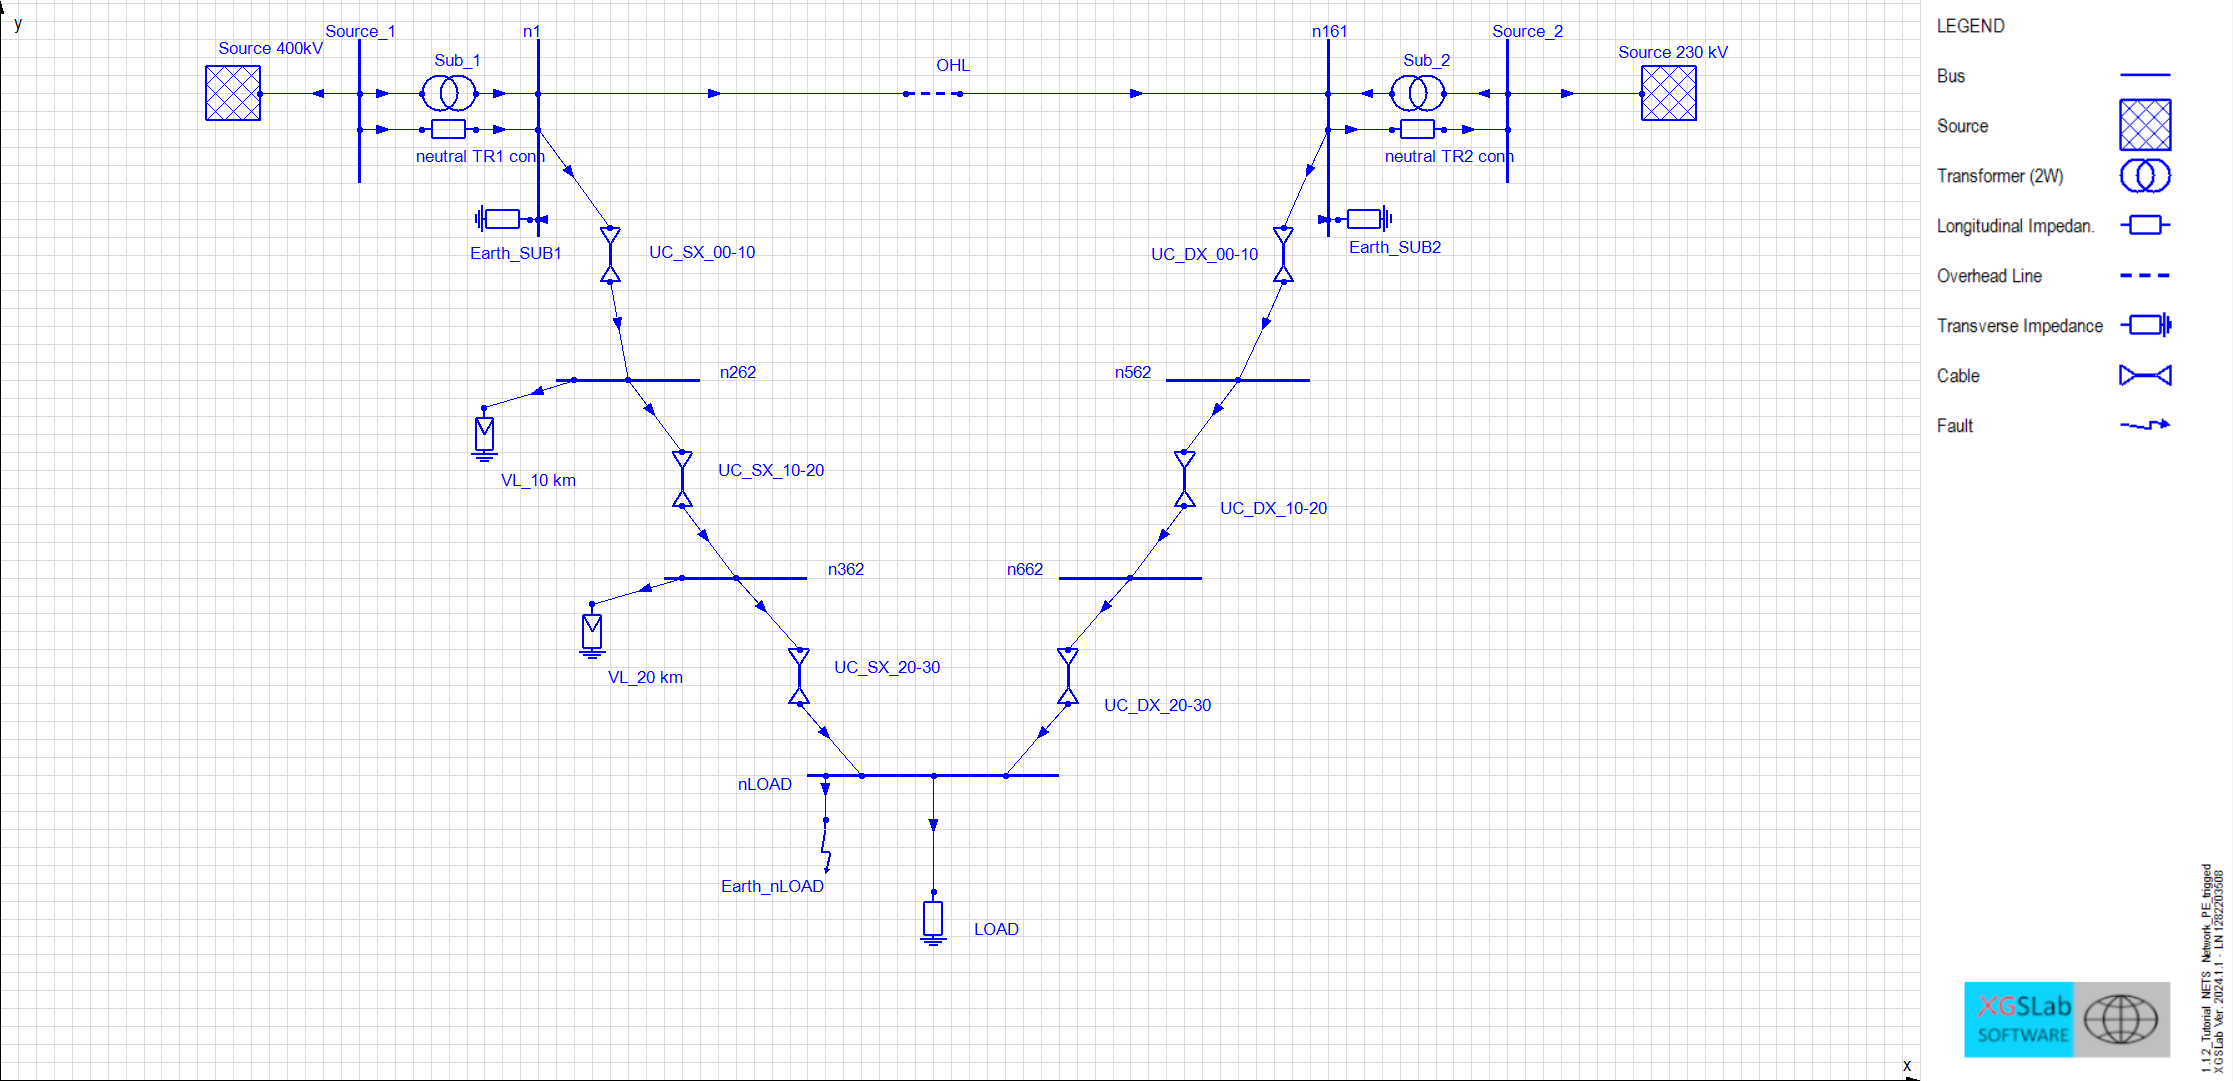 y
Source_1
n1
n161
Source_2
Source 400kV
Sub_1
OHL
Sub_2
Source 230 kV
neutral TR1 conn
neutral TR2 conn
Earth_SUB1
UC_SX_00-10
UC_DX_00-10
Earth_SUB2
n262
n562
VL_10 km
UC_SX_10-20
UC_DX_10-20
n362
n662
VL_20 km
UC_SX_20-30
UC_DX_20-30
nLOAD
Earth_nLOAD
LOAD
x
LEGEND
Bus
Source
Transformer (2W)
Longitudinal Impedan.
Overhead Line
Transverse Impedance
Cable
Fault
XGSLab
SOFTWARE
1.1.2_Tutorial_NETS_Network_PE_trigged
XGSLab Ver. 2024.1.1 - LN 1282203508